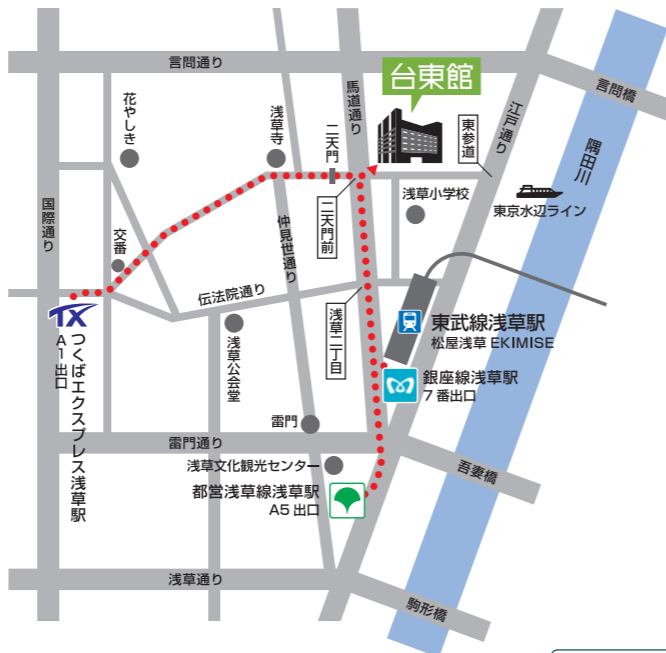 言問通り
台東館
言問橋
花やしき
浅草寺
二天門
馬道通り
東参道
江戸通り
隅田川
国際通り
交番
仲見世通り
二天門前
浅草小学校
東京水辺ライン
伝法院通り
浅草二丁目
東武線浅草駅
松屋浅草 EKIMISE
TX
つくばエクスプレス浅草駅
A1出口
浅草公会堂
銀座線浅草駅
7番出口
雷門
雷門通り
浅草文化観光センター
吾妻橋
都営浅草線浅草駅
A5 出口
浅草通り
駒形橋